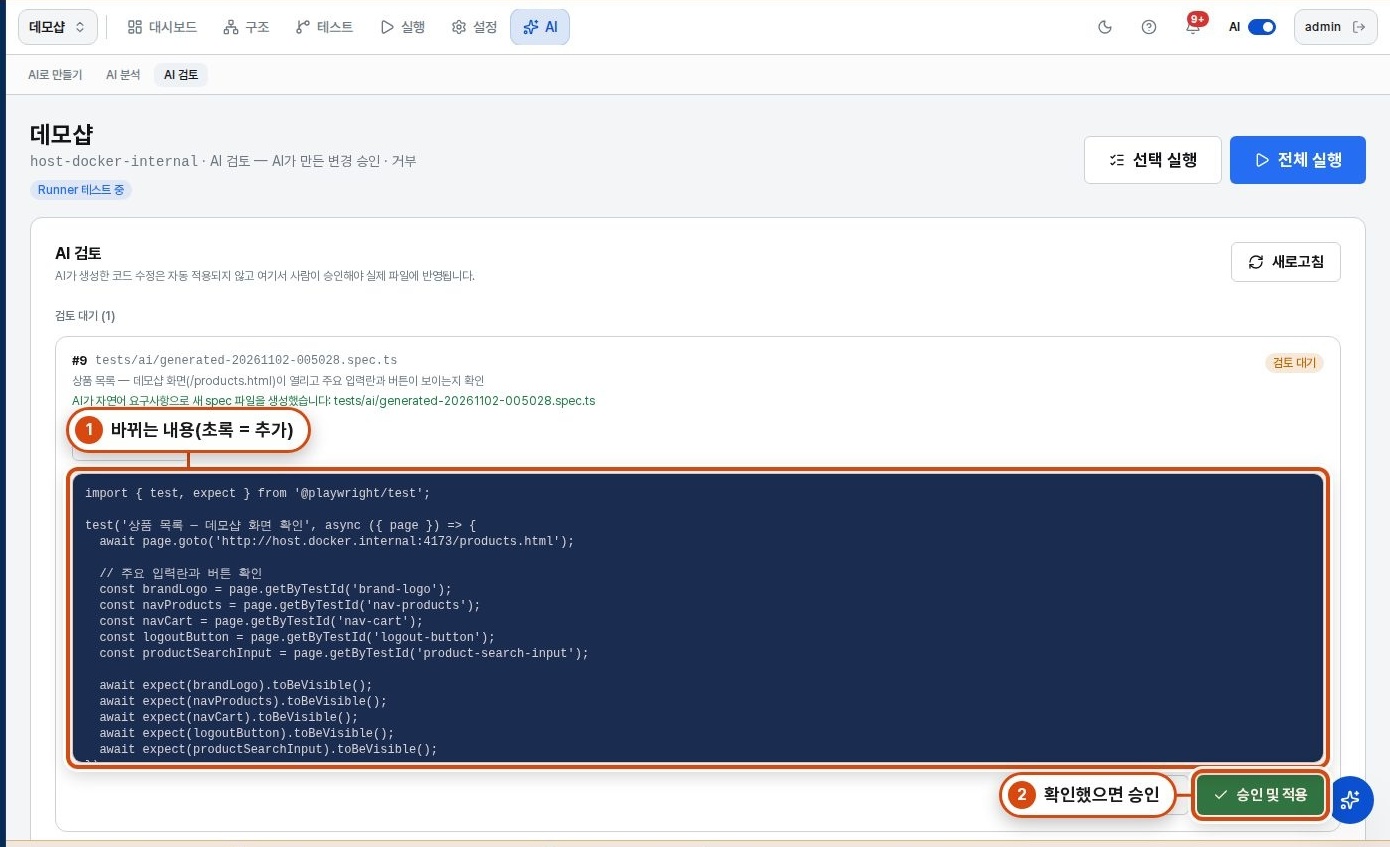 데모샵
대시보드
구조
테스트
실행
설정
AI
9+
AI
admin
AI로 만들기
AI 분석
AI 검토
데모샵
host-docker-internal · AI 검토 — AI가 만든 변경 승인 · 거부
Runner 테스트 중
선택 실행
전체 실행
AI 검토
AI가 생성한 코드 수정은 자동 적용되지 않고 여기서 사람이 승인해야 실제 파일에 반영됩니다.
새로고침
검토 대기 (1)
#9 tests/ai/generated-20261102-005028.spec.ts
검토 대기
상품 목록 — 데모샵 화면(/products.html)이 열리고 주요 입력란과 버튼이 보이는지 확인
AI가 자연어 요구사항으로 새 spec 파일을 생성했습니다: tests/ai/generated-20261102-005028.spec.ts
1 바뀌는 내용(초록 = 추가)
import { test, expect } from '@playwright/test';
test('상품 목록 — 데모샵 화면 확인', async ({ page }) => {
await page.goto('http://host.docker.internal:4173/products.html');
// 주요 입력란과 버튼 확인
const brandLogo = page.getByTestId('brand-logo');
const navProducts = page.getByTestId('nav-products');
const navCart = page.getByTestId('nav-cart');
const logoutButton = page.getByTestId('logout-button');
const productSearchInput = page.getByTestId('product-search-input');
await expect(brandLogo).toBeVisible();
await expect(navProducts).toBeVisible();
await expect(navCart).toBeVisible();
await expect(logoutButton).toBeVisible();
await expect(productSearchInput).toBeVisible();
2 확인했으면 승인
승인 및 적용